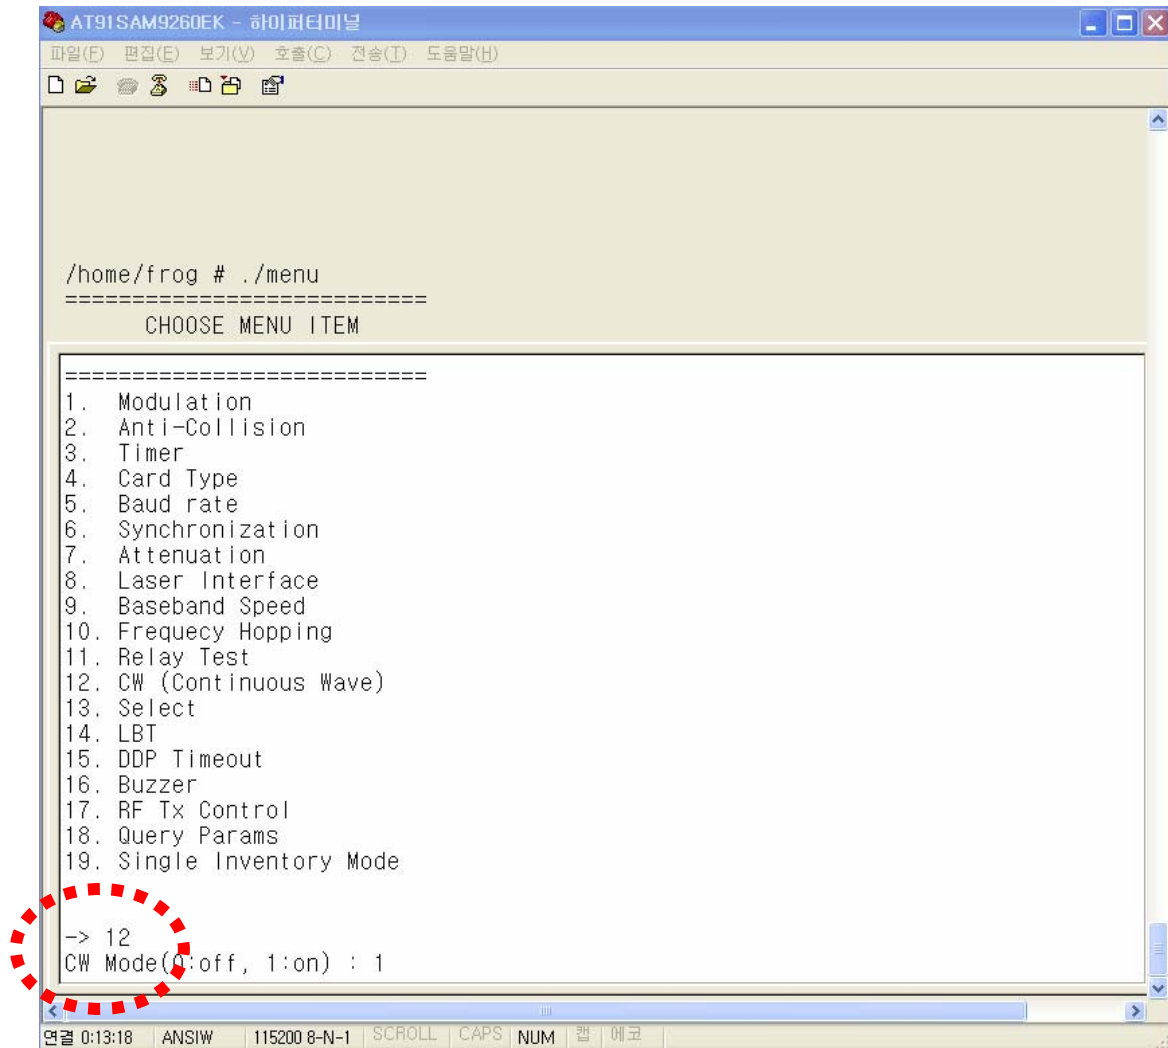 AT91SAM9260EK - 하이퍼터미널
파일(F) 편집(E) 보기(V) 호출(C) 전송(T) 도움말(H)
/home/frog # ./menu
===========================
CHOOSE MENU ITEM
===========================
1. Modulation
2. Anti-Collision
3. Timer
4. Card Type
5. Baud rate
6. Synchronization
7. Attenuation
8. Laser Interface
9. Baseband Speed
10. Frequecy Hopping
11. Relay Test
12. CW (Continuous Wave)
13. Select
14. LBT
15. DDP Timeout
16. Buzzer
17. RF Tx Control
18. Query Params
19. Single Inventory Mode
-> 12
CW Mode(0:off, 1:on) : 1
연결 0:13:18 ANSIW 115200 8-N-1 SCROLL CAPS NUM 캡 에코